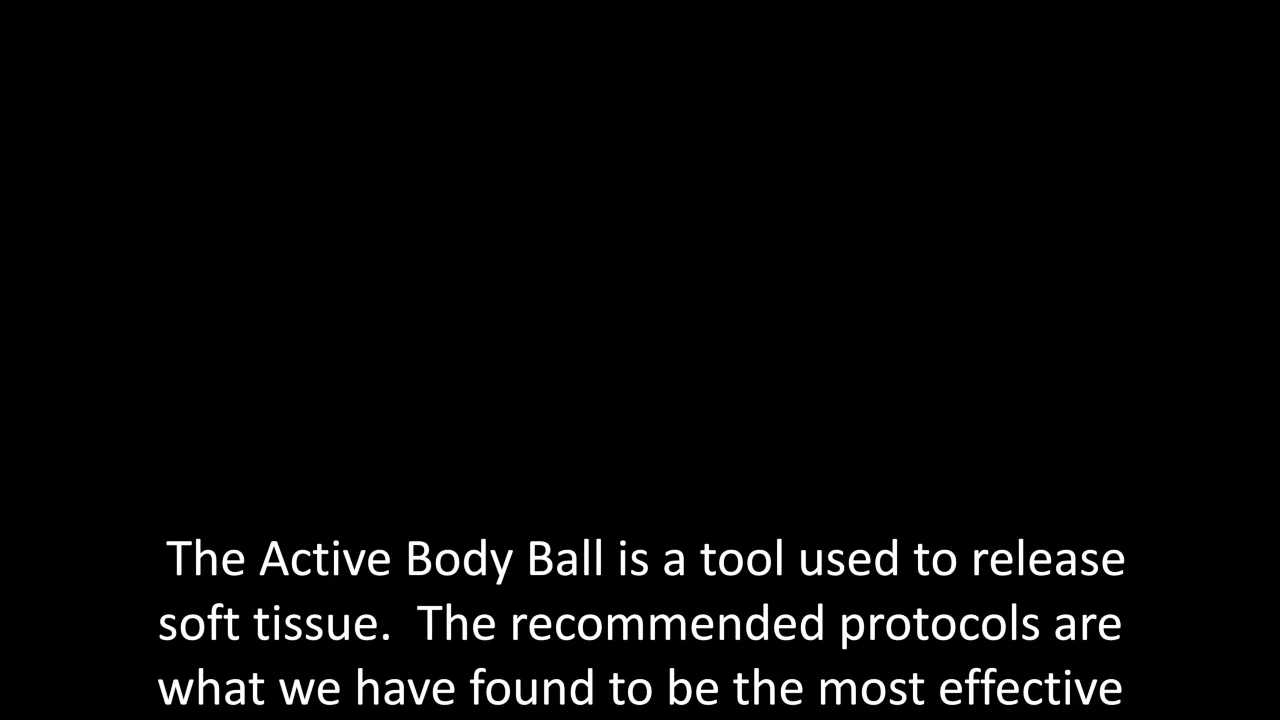 The Active Body Ball is a tool used to release
soft tissue.  The recommended protocols are
what we have found to be the most effective